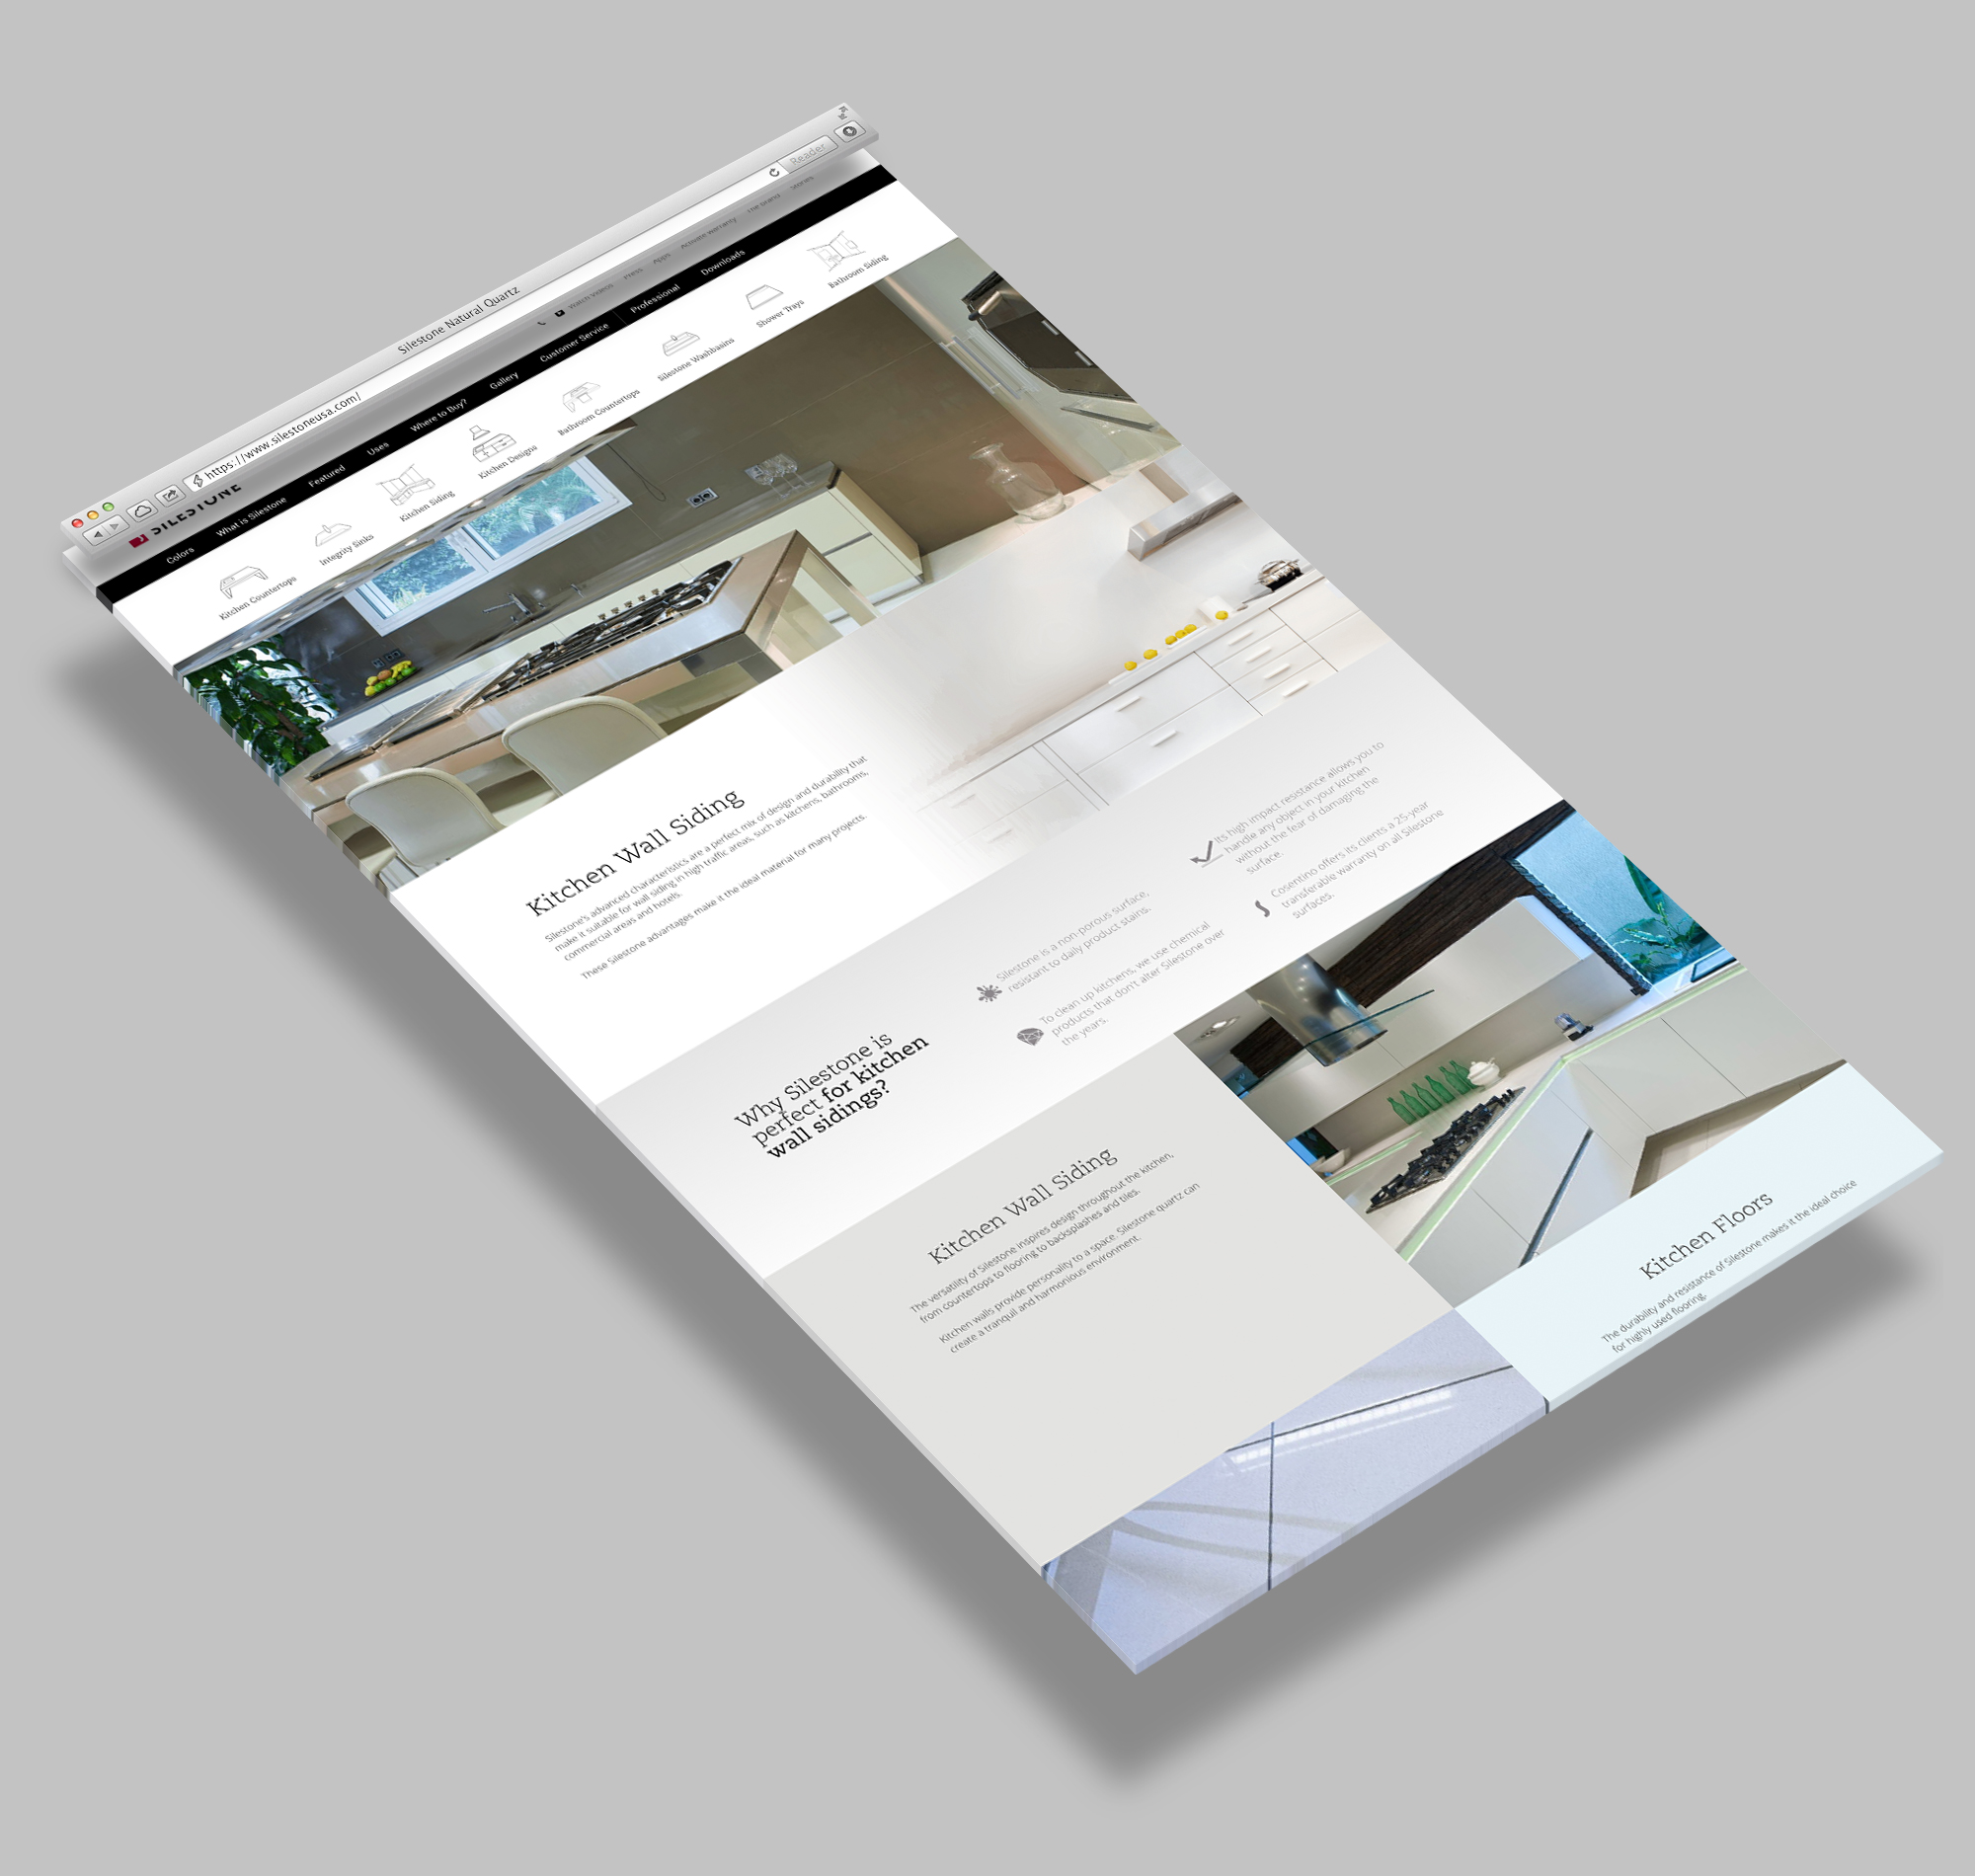 Silestone Natural Quartz
https://www.silestoneusa.com/
Reader
SILESTONE
Watch Videos
Press
Apps
Activate Warranty
The Brand
Colors
What is Silestone
Featured
Uses
Where to Buy?
Gallery
Customer Service
Professional
Downloads
Kitchen Countertops
Integrity Sinks
Kitchen Siding
Kitchen Designs
Bathroom Countertops
Silestone Washbasins
Shower Trays
Bathroom Siding
Kitchen Wall Siding
Silestone's advanced characteristics are a perfect mix of design and durability that
make it suitable for wall siding in high traffic areas, such as kitchens, bathrooms,
commercial areas and hotels.
These Silestone advantages make it the ideal material for many projects.
Why Silestone is
perfect for kitchen
wall sidings?
Silestone is a non-porous surface,
resistant to daily product stains.
Its high impact resistance allows you to
handle any object in your kitchen
without the fear of damaging the
surface.
To clean up kitchens, we use chemical
products that don't alter Silestone over
the years.
Cosentino offers its clients a 25-year
transferable warranty on all Silestone
surfaces.
Kitchen Wall Siding
The versatility of Silestone inspires design throughout the kitchen,
from countertops to flooring to backsplashes and tiles.
Kitchen walls provide personality to a space. Silestone quartz can
create a tranquil and harmonious environment.
Kitchen Floors
The durability and resistance of Silestone makes it the ideal choice
for highly used flooring.